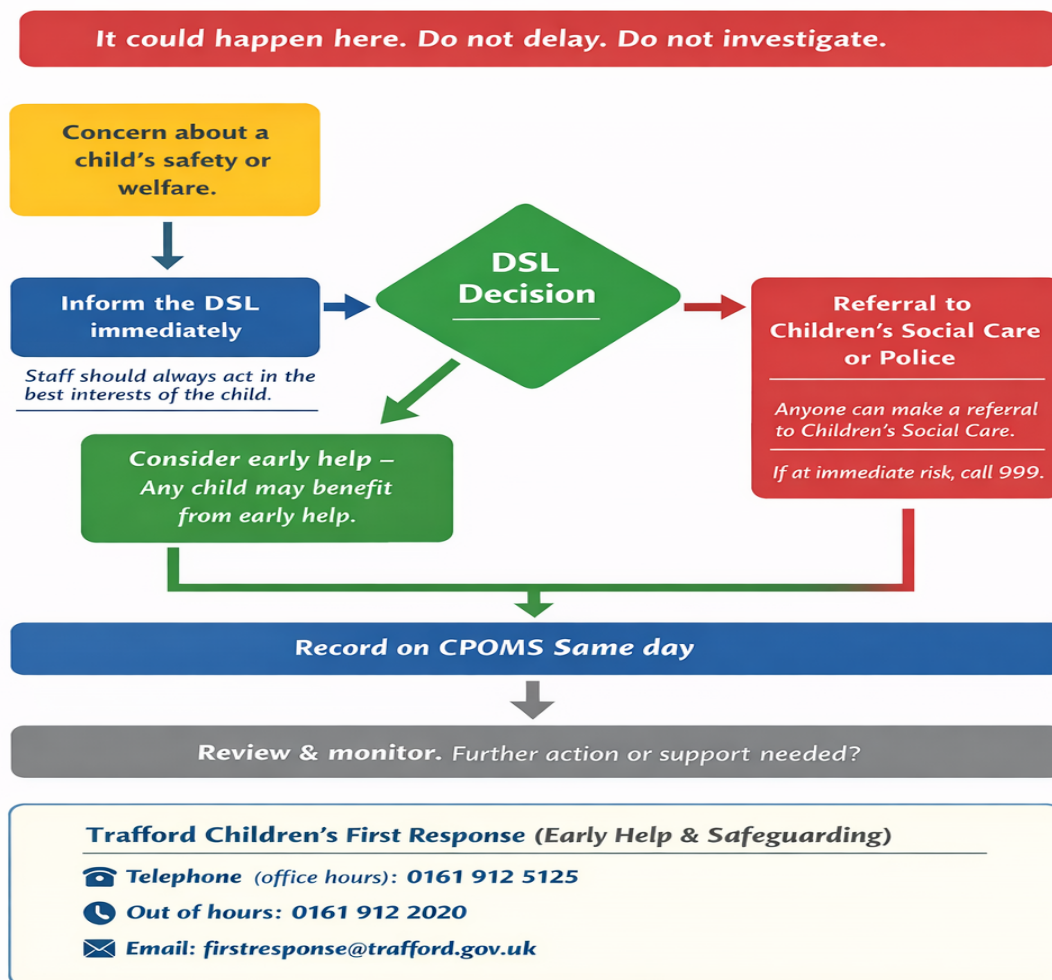 It could happen here. Do not delay. Do not investigate.
Concern about a
child's safety or
welfare.
Inform the DSL
immediately
Staff should always act in the
best interests of the child.
DSL
Decision
Referral to
Children's Social Care
or Police
Anyone can make a referral
to Children's Social Care.
If at immediate risk, call 999.
Consider early help –
Any child may benefit
from early help.
Record on CPOMS Same day
Review & monitor. Further action or support needed?
Trafford Children's First Response (Early Help & Safeguarding)
Telephone (office hours): 0161 912 5125
Out of hours: 0161 912 2020
Email: firstresponse@trafford.gov.uk